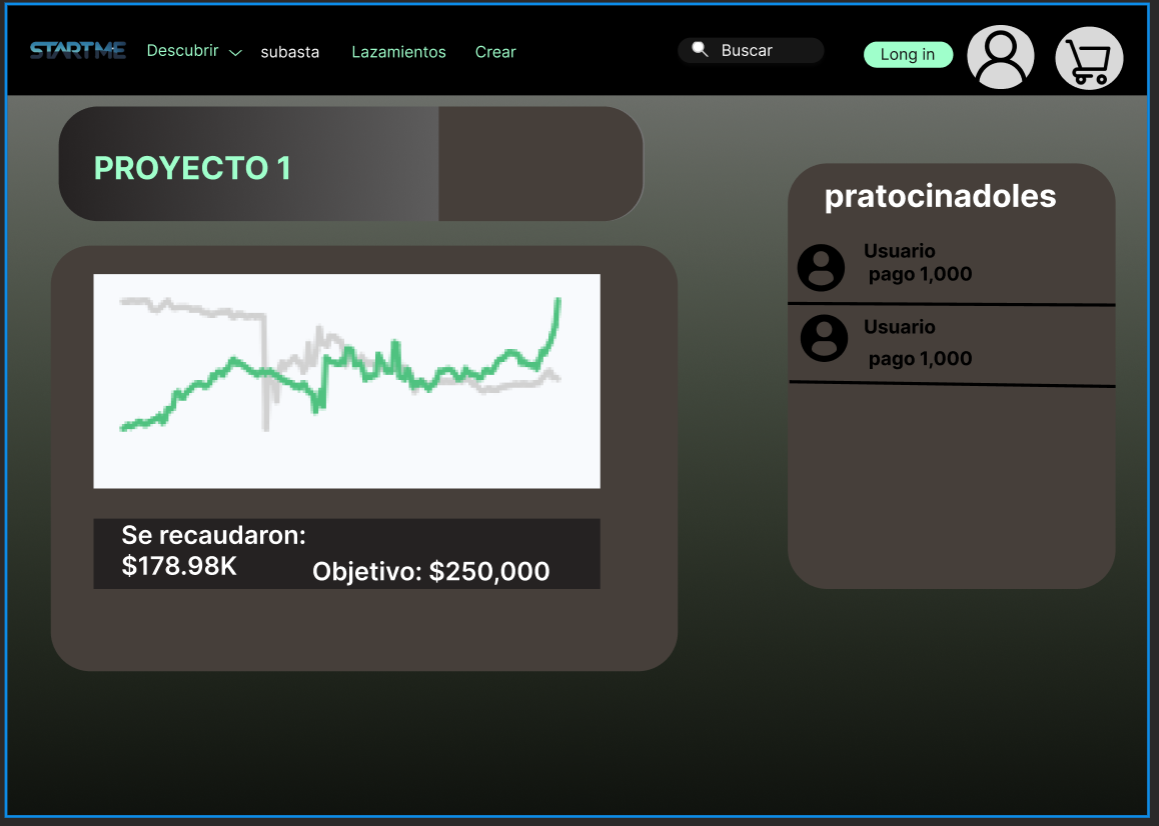 STARTME
Descubrir
subasta
Lazamientos
Crear
Buscar
Long in
PROYECTO 1
pratocinadoles
Usuario
pago 1,000
Usuario
pago 1,000
Se recaudaron:
$178.98K
Objetivo: $250,000